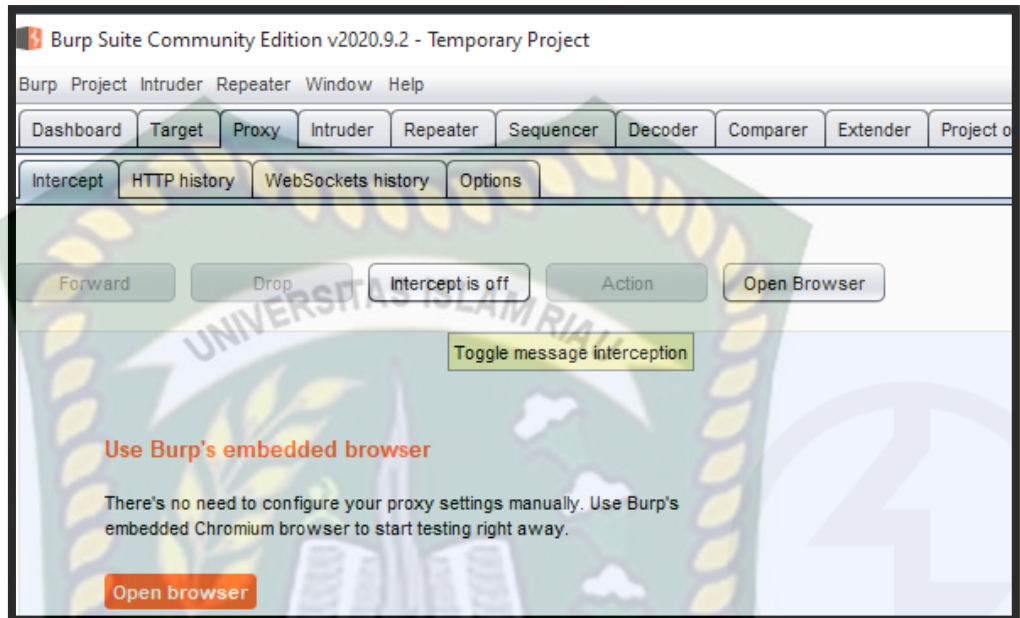 Burp Suite Community Edition v2020.9.2 - Temporary Project
Burp Project Intruder Repeater Window Help
Dashboard Target Proxy Intruder Repeater Sequencer Decoder Comparer Extender Project o
Intercept HTTP history WebSockets history Options
Forward Drop Intercept is off Action Open Browser
UNIVERSITAS ISLAM RIAU
Toggle message interception
Use Burp's embedded browser
There's no need to configure your proxy settings manually. Use Burp's
embedded Chromium browser to start testing right away.
Open browser